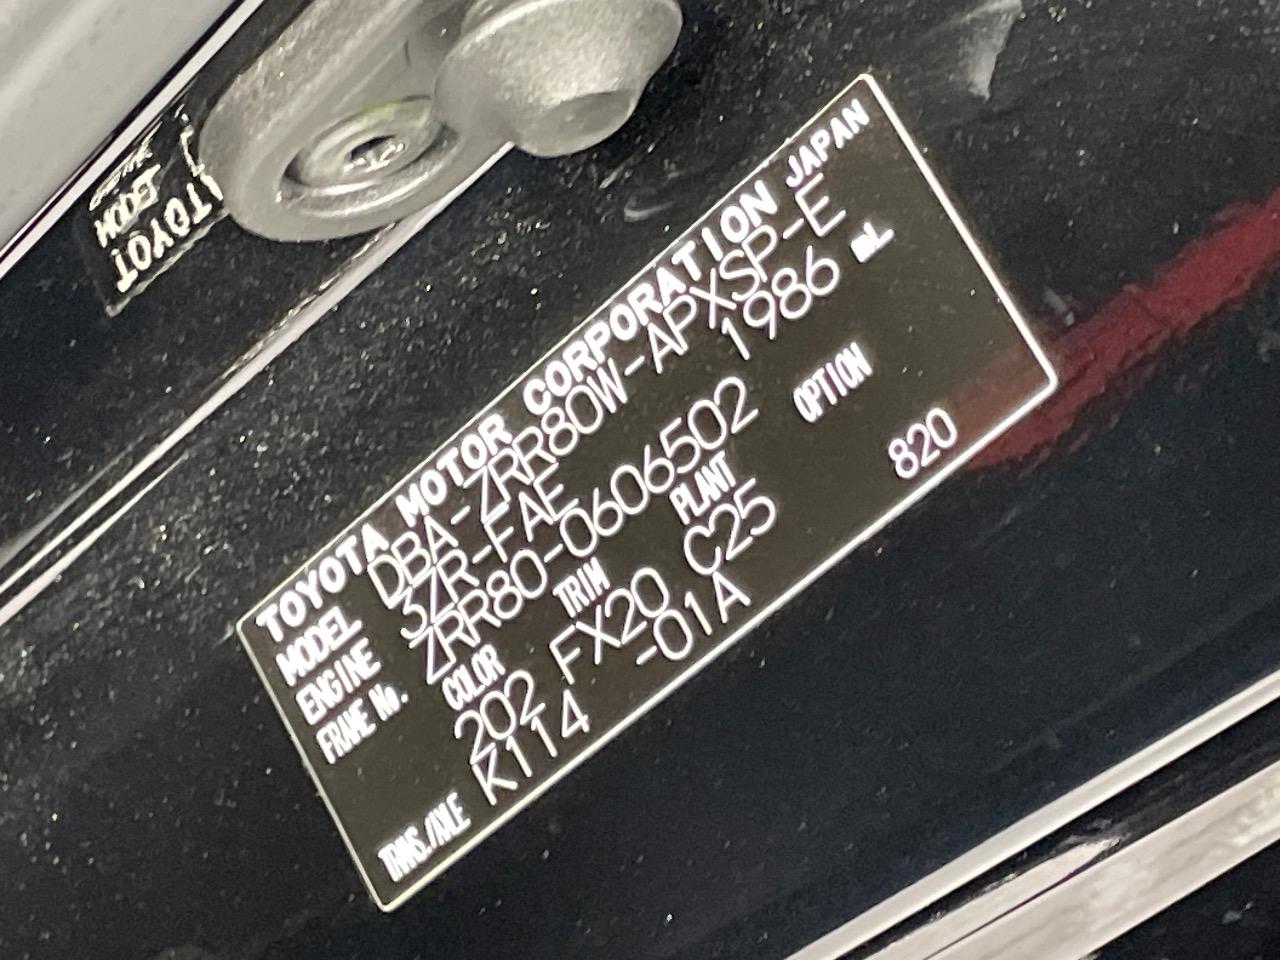 TOYOTA MOTOR CORPORATION JAPAN
MODEL DBA-ZRR80W-APXSP-E
ENGINE 3ZR-FAE 1986 mL
FRAME No. ZRR80-0606502
COLOR TRIM PLANT OPTION
202 FX20 C25 820
TRANS./AXLE K114 -01A
TOYOT
MODEL